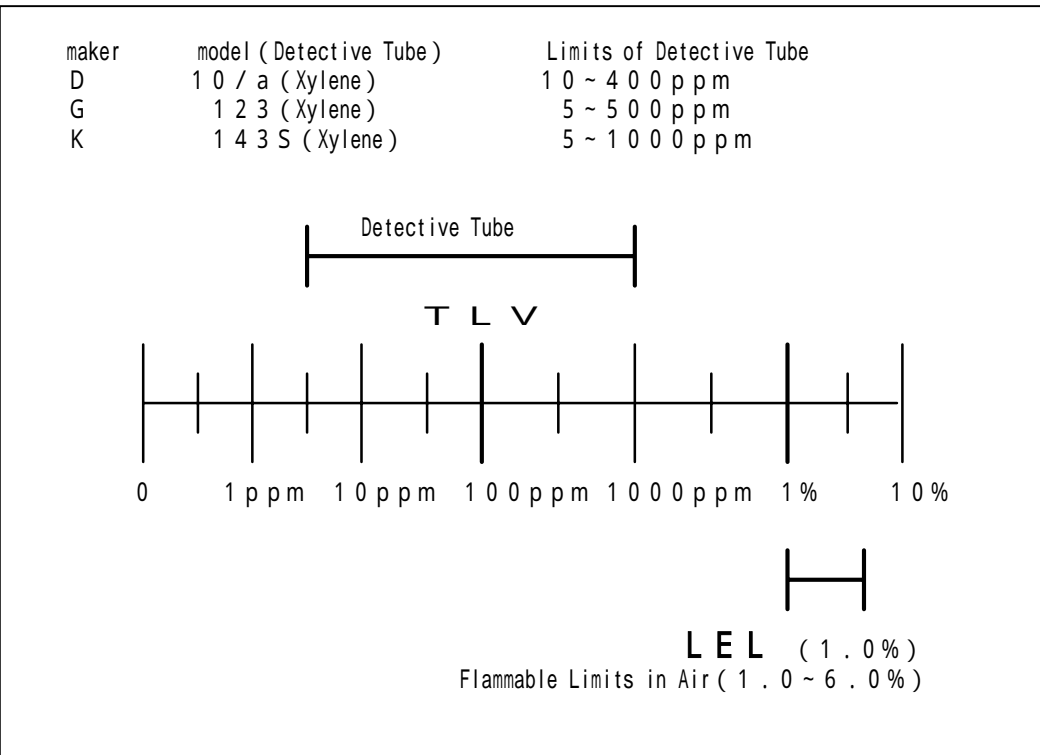 maker model(Detective Tube) Limits of Detective Tube
D 10/a(Xylene) 10~400ppm
G 123(Xylene) 5~500ppm
K 143S(Xylene) 5~1000ppm
Detective Tube
TLV
0 1ppm 10ppm 100ppm 1000ppm 1% 10%
LEL (1.0%)
Flammable Limits in Air(1.0~6.0%)